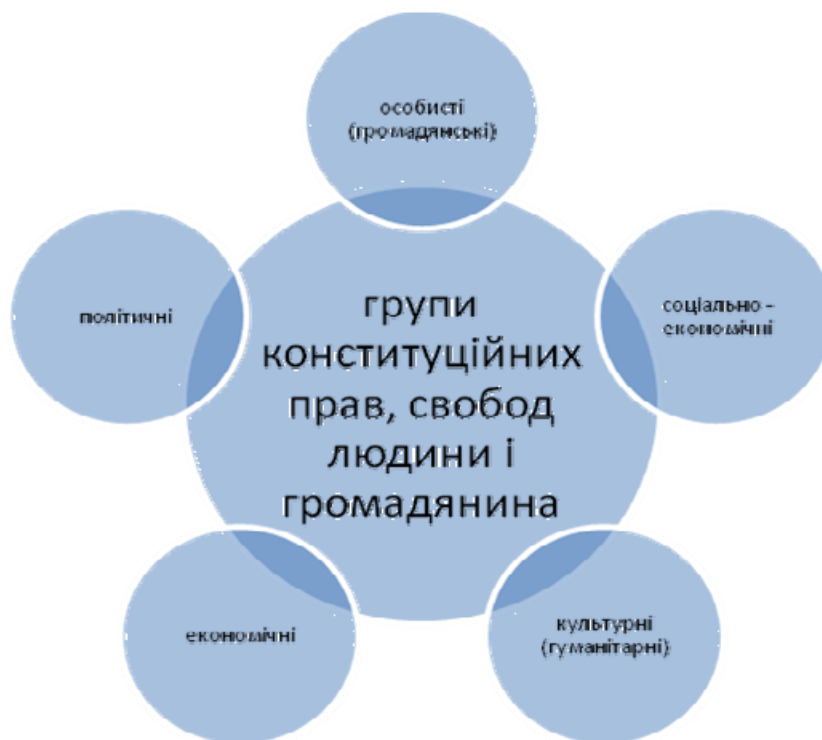 особисті
(громадянські)
політичні
соціально -
економічні
групи
конституційних
прав, свобод
людини і
громадянина
економічні
культурні
(гуманітарні)